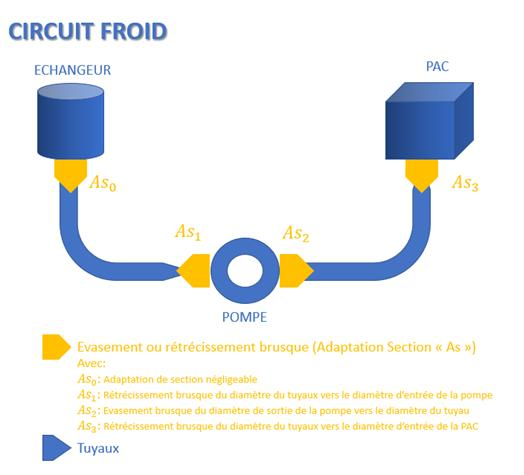 CIRCUIT FROID
ECHANGEUR
PAC
As₀
As₃
As₁
As₂
POMPE
Evasement ou rétrécissement brusque (Adaptation Section « As »)
Avec:
As₀: Adaptation de section négligeable
As₁: Rétrécissement brusque du diamètre du tuyaux vers le diamètre d'entrée de la pompe
As₂: Evasement brusque du diamètre de sortie de la pompe vers le diamètre du tuyau
As₃: Rétrécissement brusque du diamètre du tuyaux vers le diamètre d'entrée de la PAC
Tuyaux